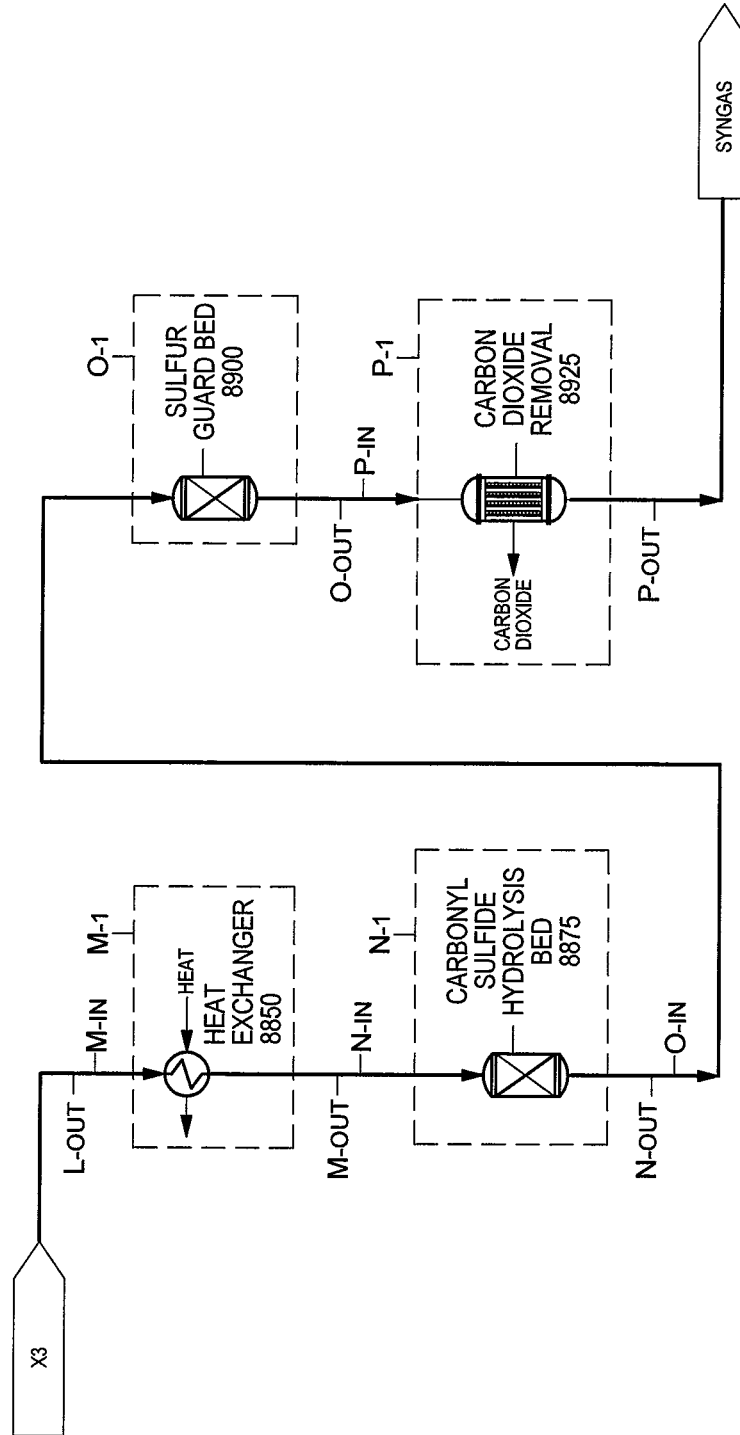 X3
L-OUT
M-IN
M-1
HEAT
HEAT
EXCHANGER
8850
M-OUT
N-IN
N-1
CARBONYL
SULFIDE
HYDROLYSIS
BED
8875
N-OUT
O-IN
O-1
SULFUR
GUARD BED
8900
O-OUT
P-IN
P-1
CARBON
DIOXIDE
REMOVAL
8925
CARBON
DIOXIDE
P-OUT
SYNGAS